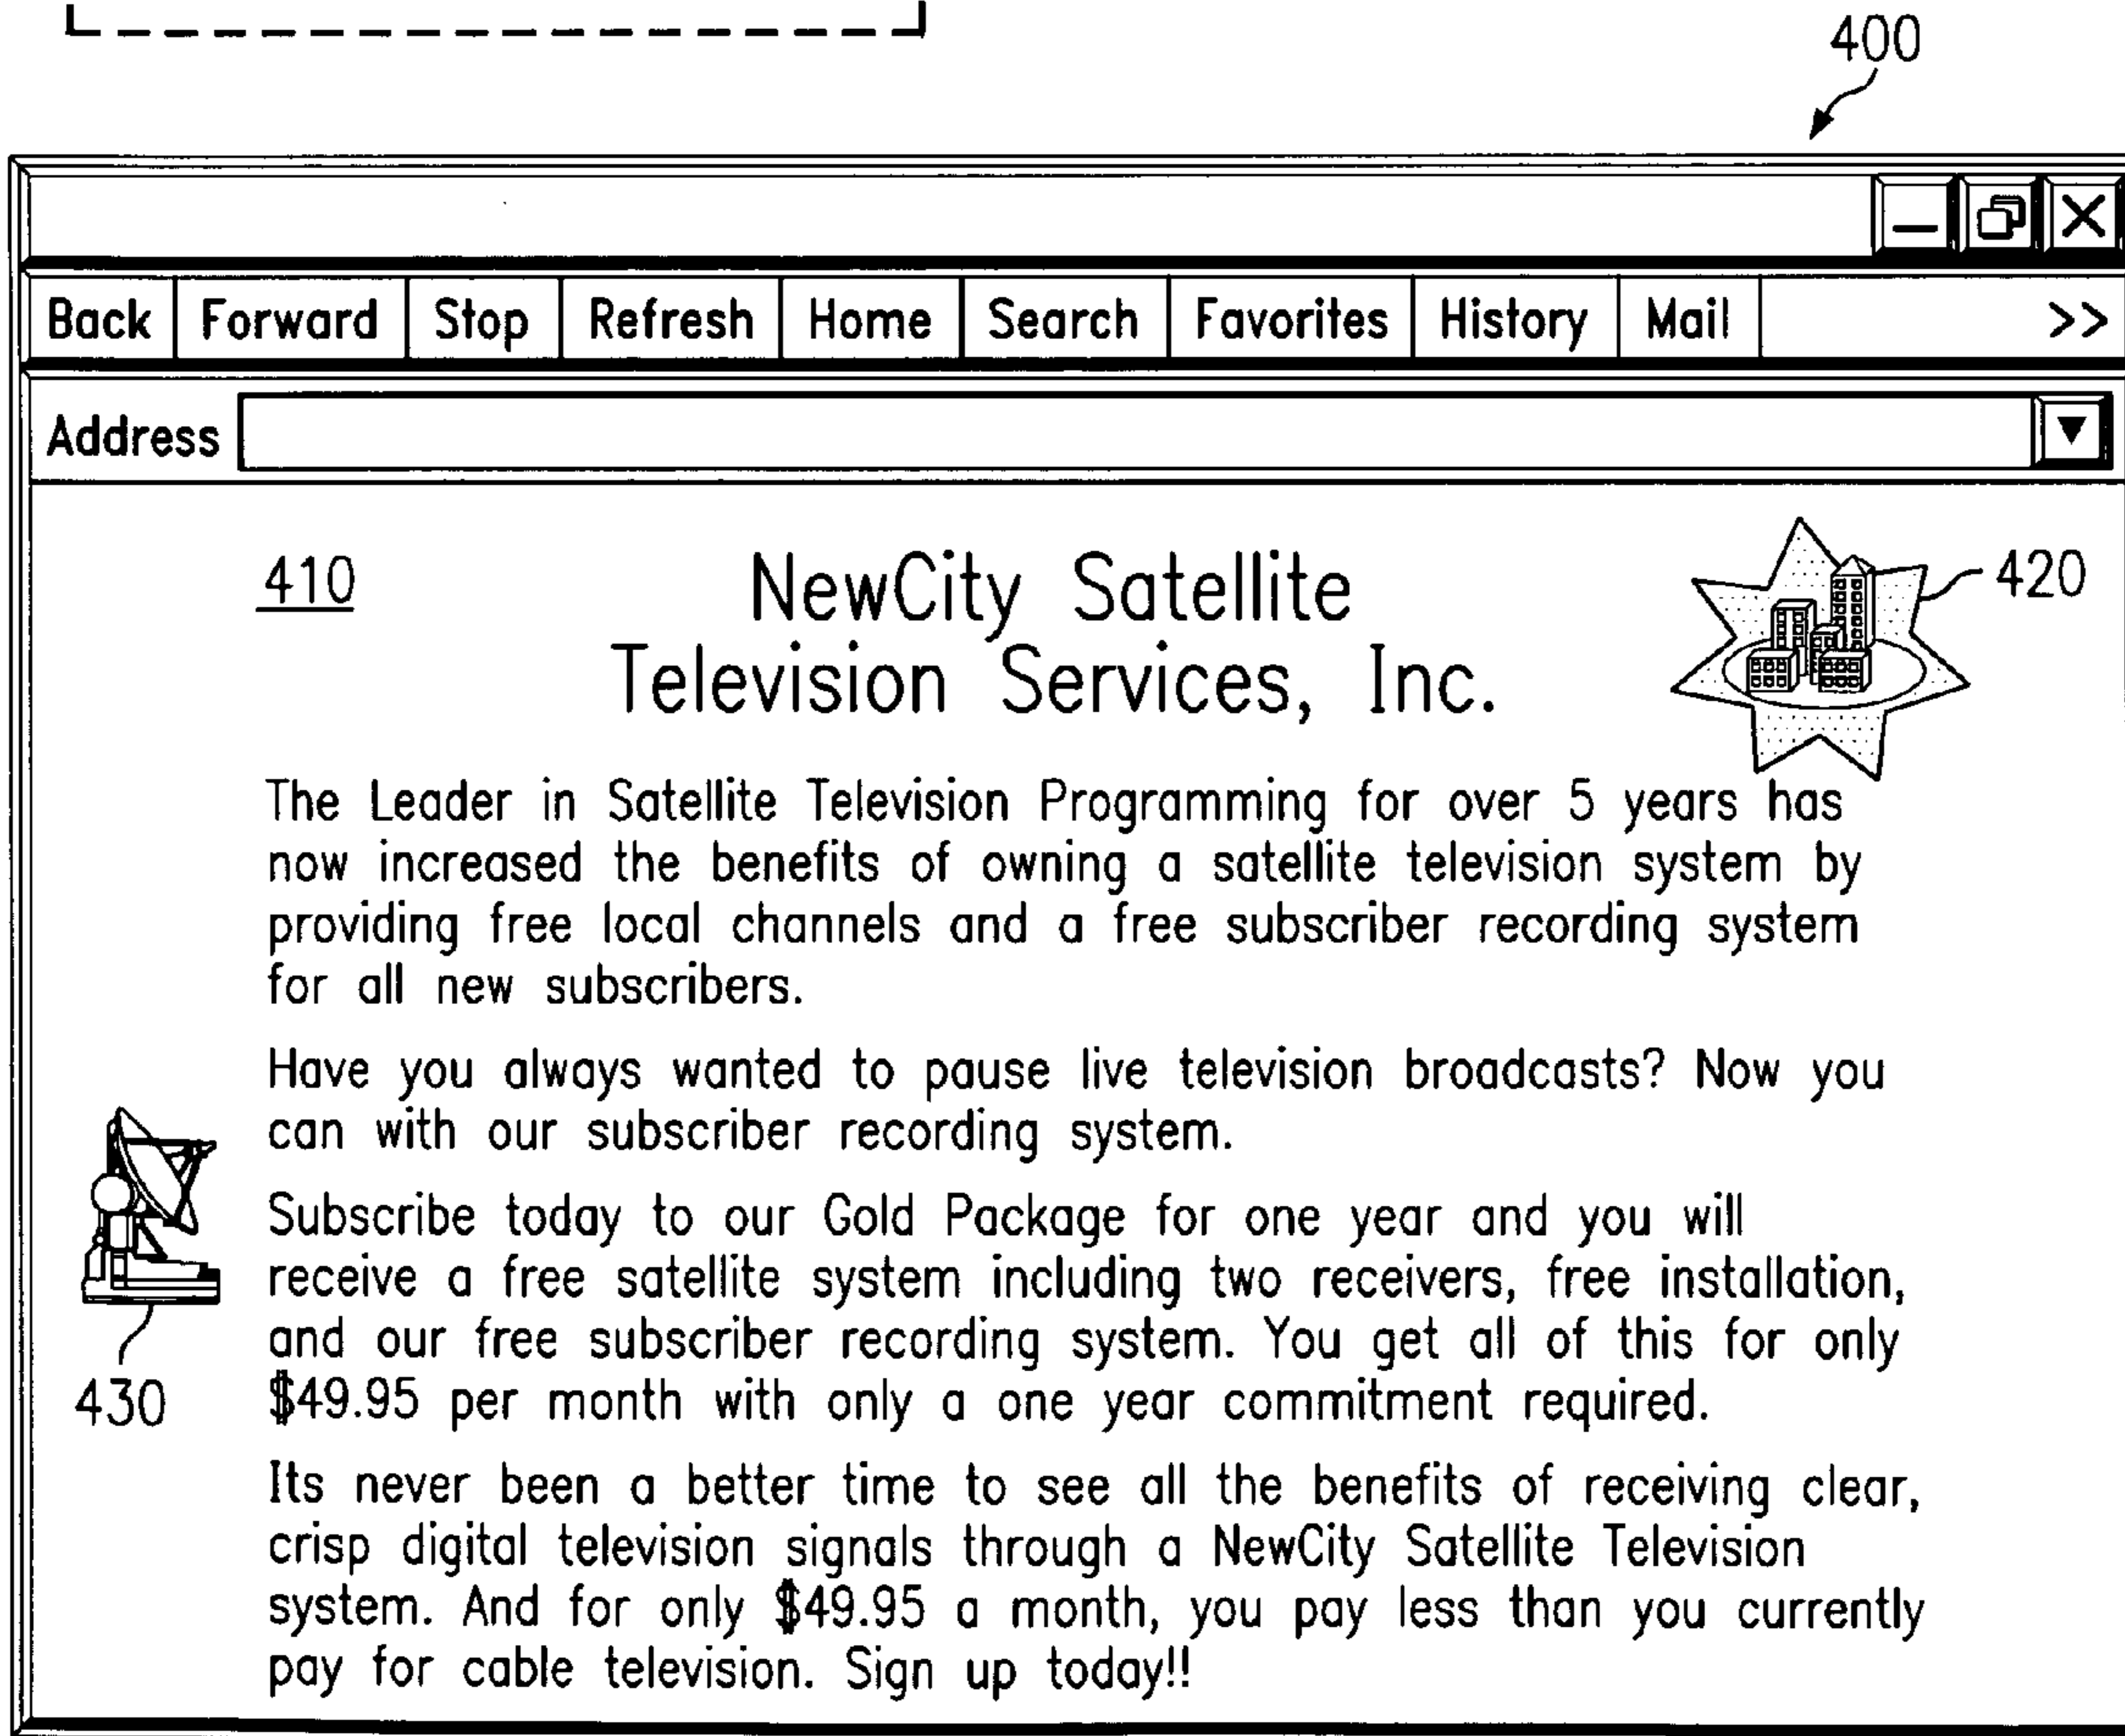 400
Back Forward Stop Refresh Home Search Favorites History Mail >>
Address
410
NewCity Satellite
Television Services, Inc.
420
The Leader in Satellite Television Programming for over 5 years has
now increased the benefits of owning a satellite television system by
providing free local channels and a free subscriber recording system
for all new subscribers.
Have you always wanted to pause live television broadcasts? Now you
can with our subscriber recording system.
Subscribe today to our Gold Package for one year and you will
receive a free satellite system including two receivers, free installation,
and our free subscriber recording system. You get all of this for only
$49.95 per month with only a one year commitment required.
430
Its never been a better time to see all the benefits of receiving clear,
crisp digital television signals through a NewCity Satellite Television
system. And for only $49.95 a month, you pay less than you currently
pay for cable television. Sign up today!!